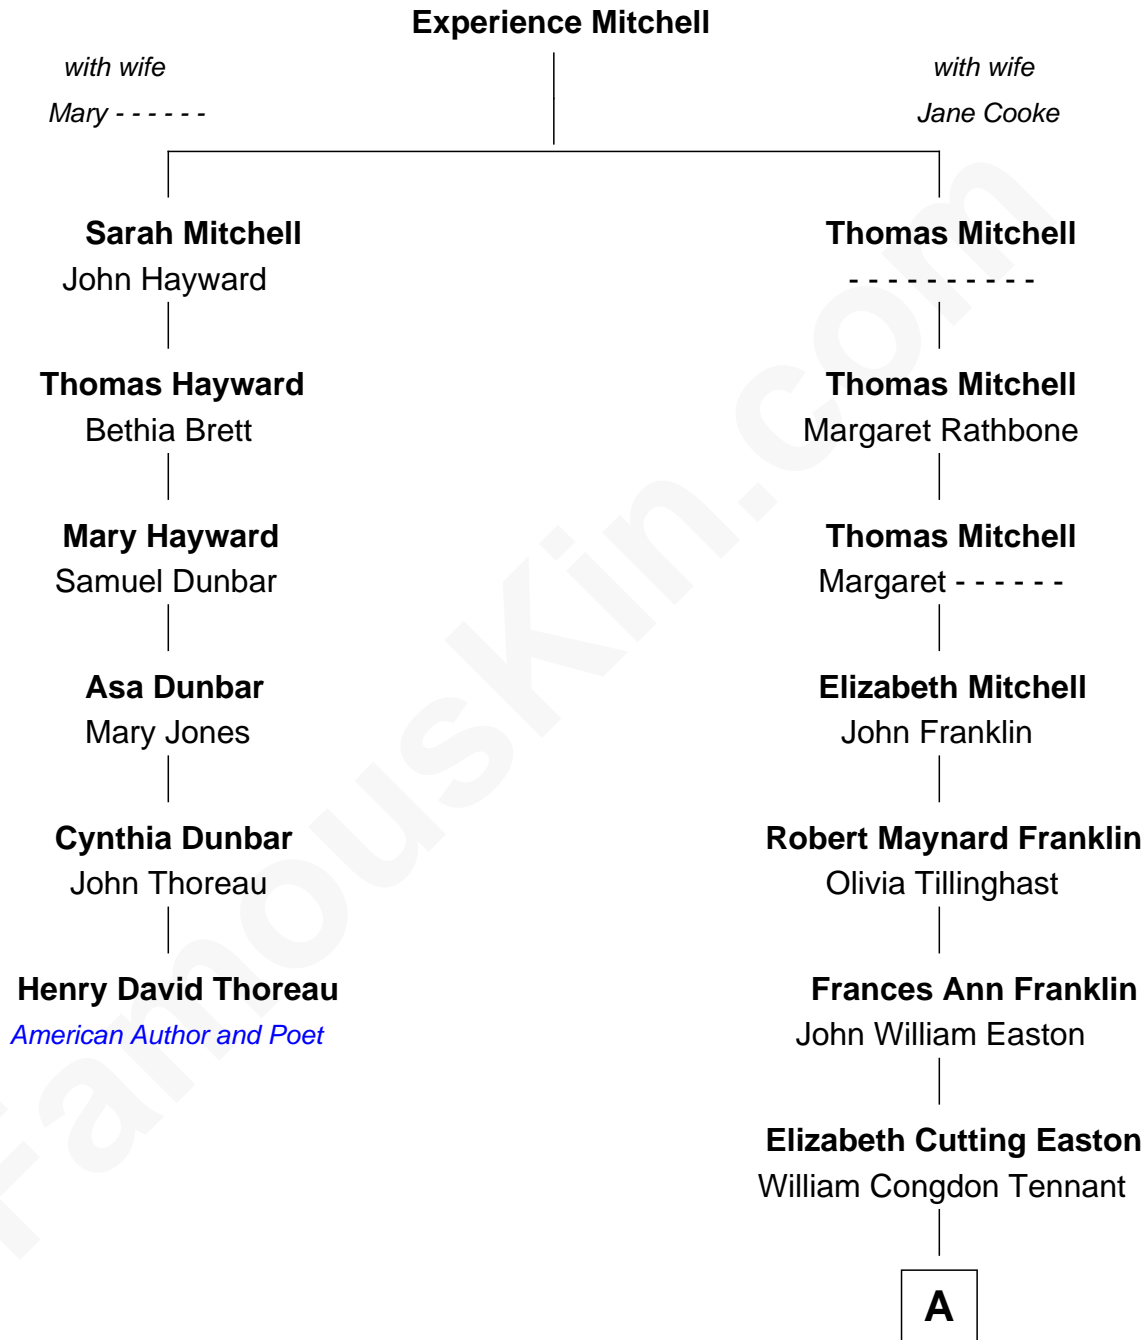 Experience Mitchell
with wife
Mary - - - - - -
with wife
Jane Cooke
Sarah Mitchell
John Hayward
Thomas Mitchell
- - - - - - - - - -
Thomas Hayward
Bethia Brett
Thomas Mitchell
Margaret Rathbone
Mary Hayward
Samuel Dunbar
Thomas Mitchell
Margaret - - - - - -
Asa Dunbar
Mary Jones
Elizabeth Mitchell
John Franklin
Cynthia Dunbar
John Thoreau
Robert Maynard Franklin
Olivia Tillinghast
Henry David Thoreau
American Author and Poet
Frances Ann Franklin
John William Easton
Elizabeth Cutting Easton
William Congdon Tennant
A
FamousKin.com